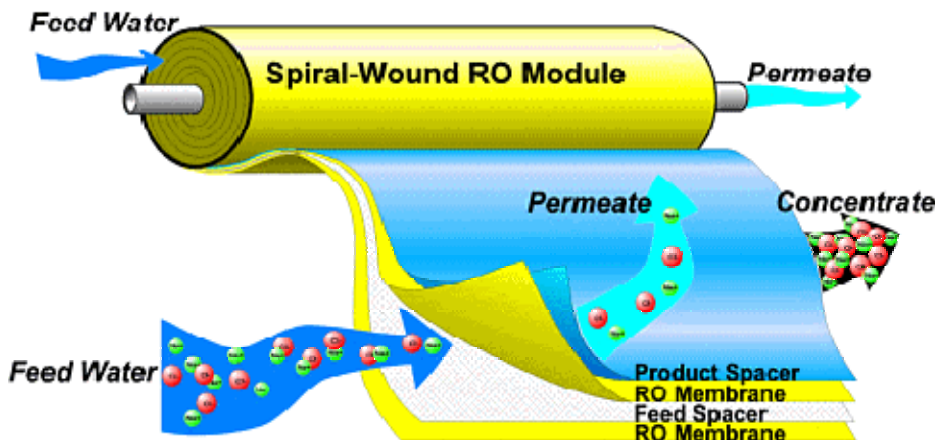 Feed Water
Spiral-Wound RO Module
Permeate
Permeate
Concentrate
Feed Water
Product Spacer
RO Membrane
Feed Spacer
RO Membrane